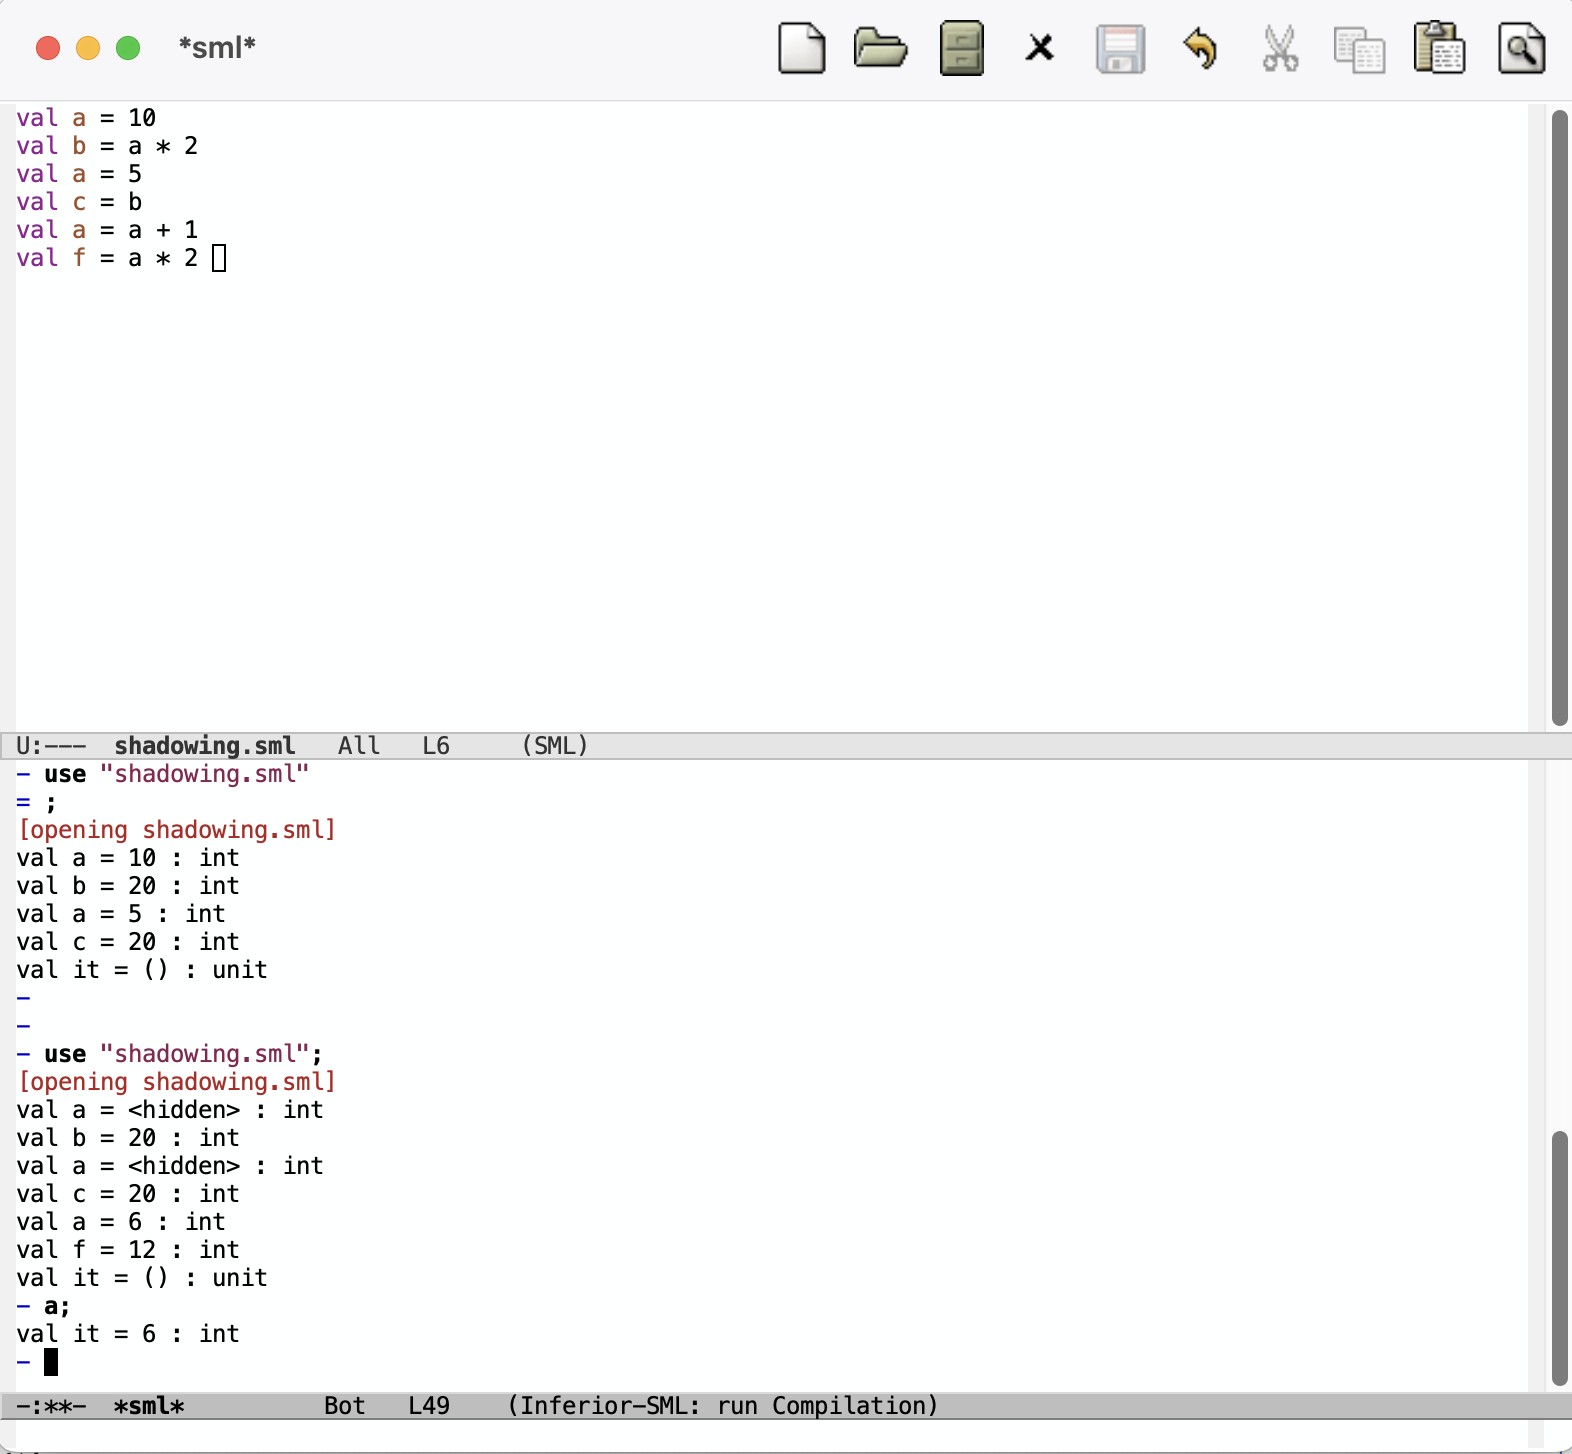 *sml*
val a = 10
val b = a * 2
val a = 5
val c = b
val a = a + 1
val f = a * 2
U:--- shadowing.sml All L6 (SML)
- use "shadowing.sml"
= ;
[opening shadowing.sml]
val a = 10 : int
val b = 20 : int
val a = 5 : int
val c = 20 : int
val it = () : unit
-
-
- use "shadowing.sml";
[opening shadowing.sml]
val a = <hidden> : int
val b = 20 : int
val a = <hidden> : int
val c = 20 : int
val a = 6 : int
val f = 12 : int
val it = () : unit
- a;
val it = 6 : int
-
-:**- *sml* Bot L49 (Inferior-SML: run Compilation)